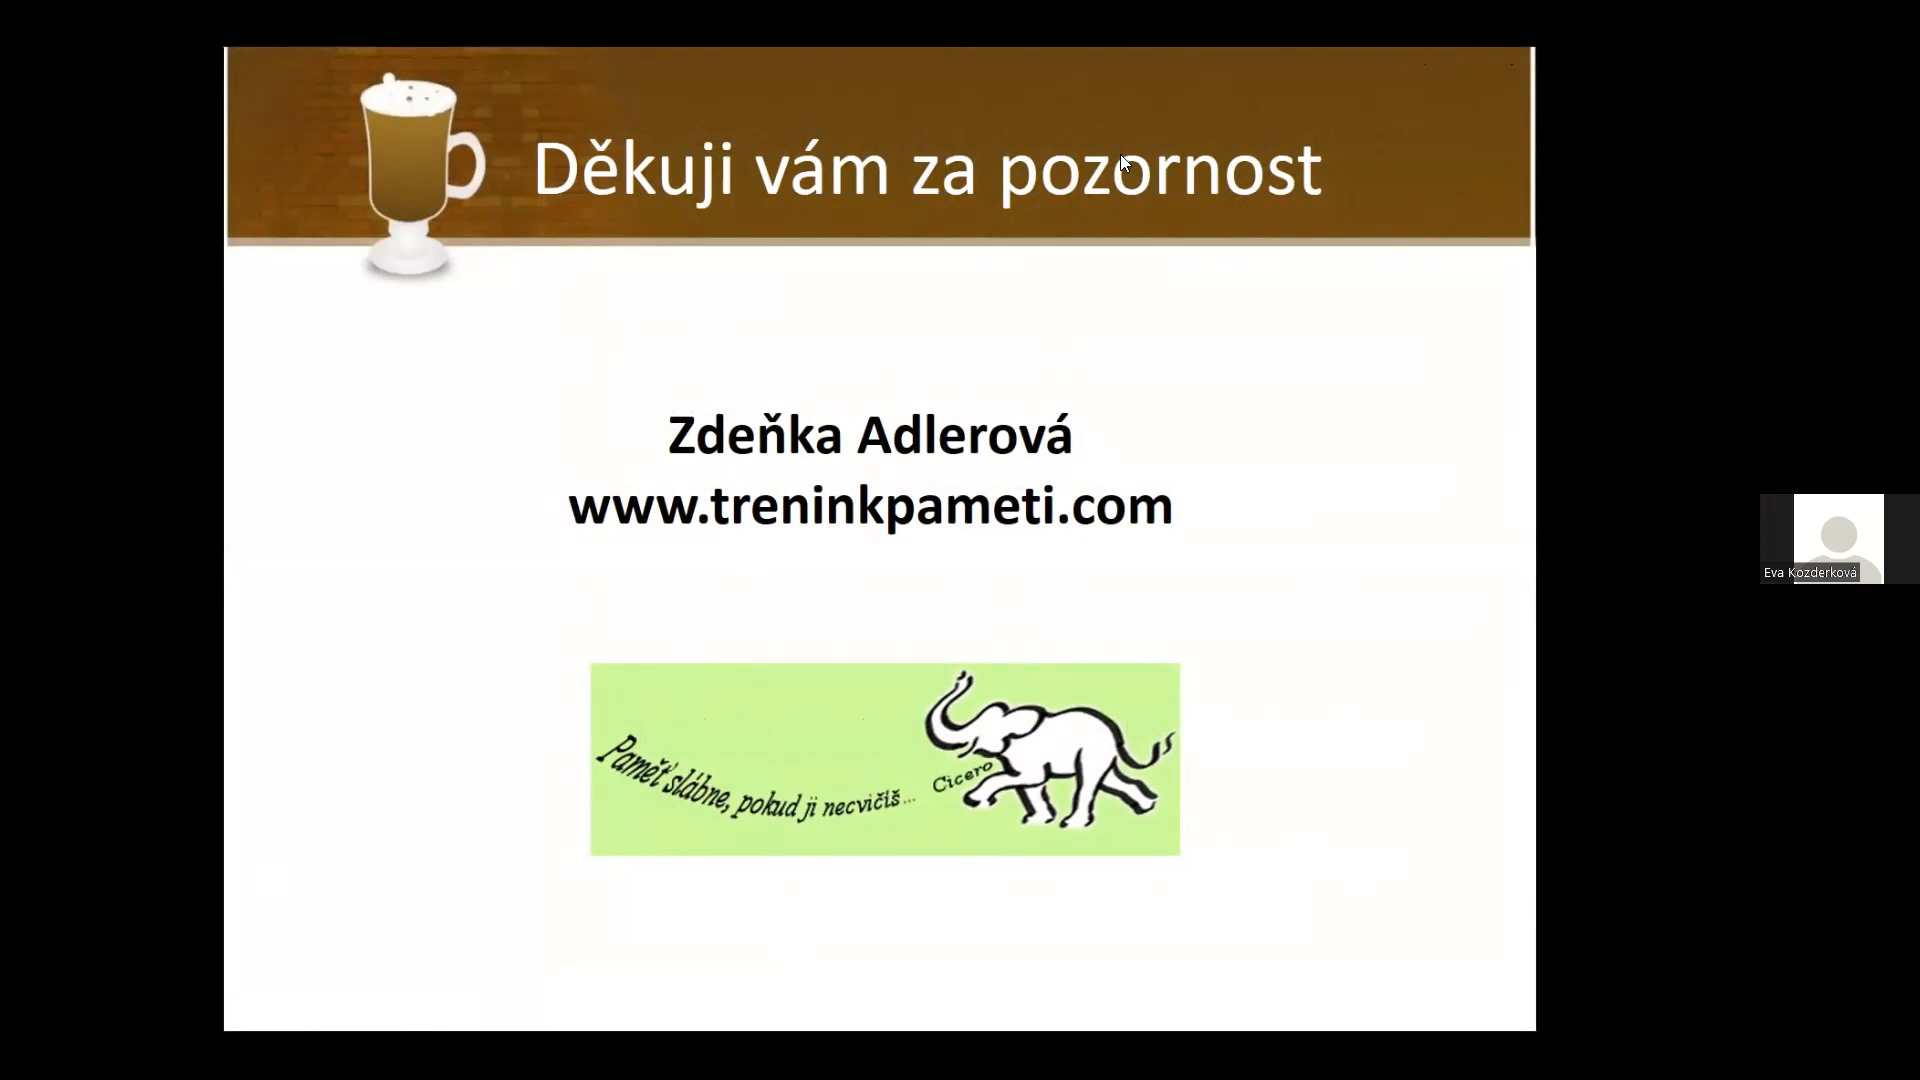 Děkuji vám za pozornost
Zdeňka Adlerová
www.treninkpameti.com
Paměť slábne, pokud ji necvičíš...
Cicero
Eva Kozderková